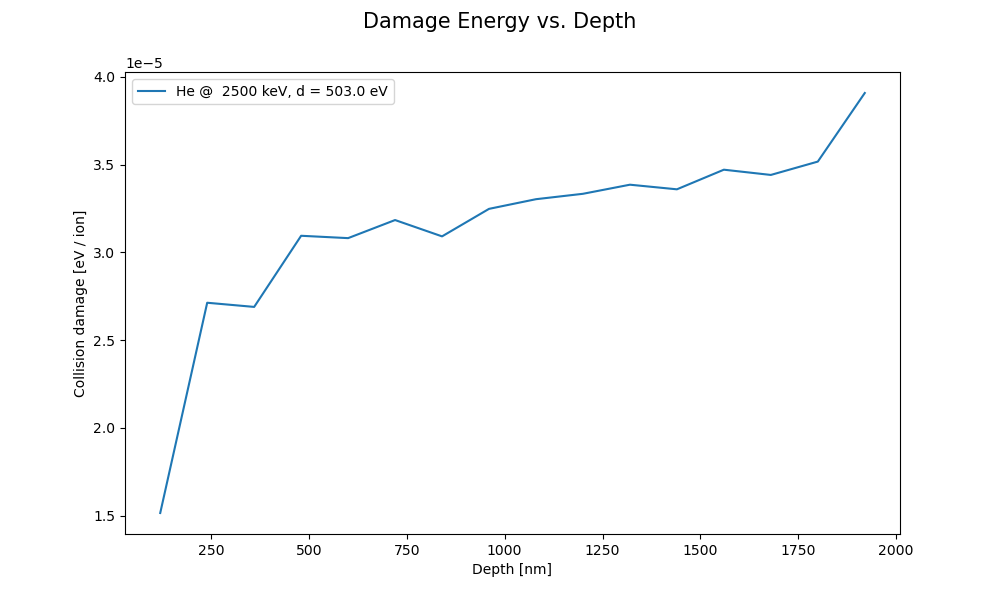 Damage Energy vs. Depth
1e−5
He @  2500 keV, d = 503.0 eV
4.0
3.5
3.0
2.5
2.0
1.5
Collision damage [eV / ion]
250 500 750 1000 1250 1500 1750 2000
Depth [nm]